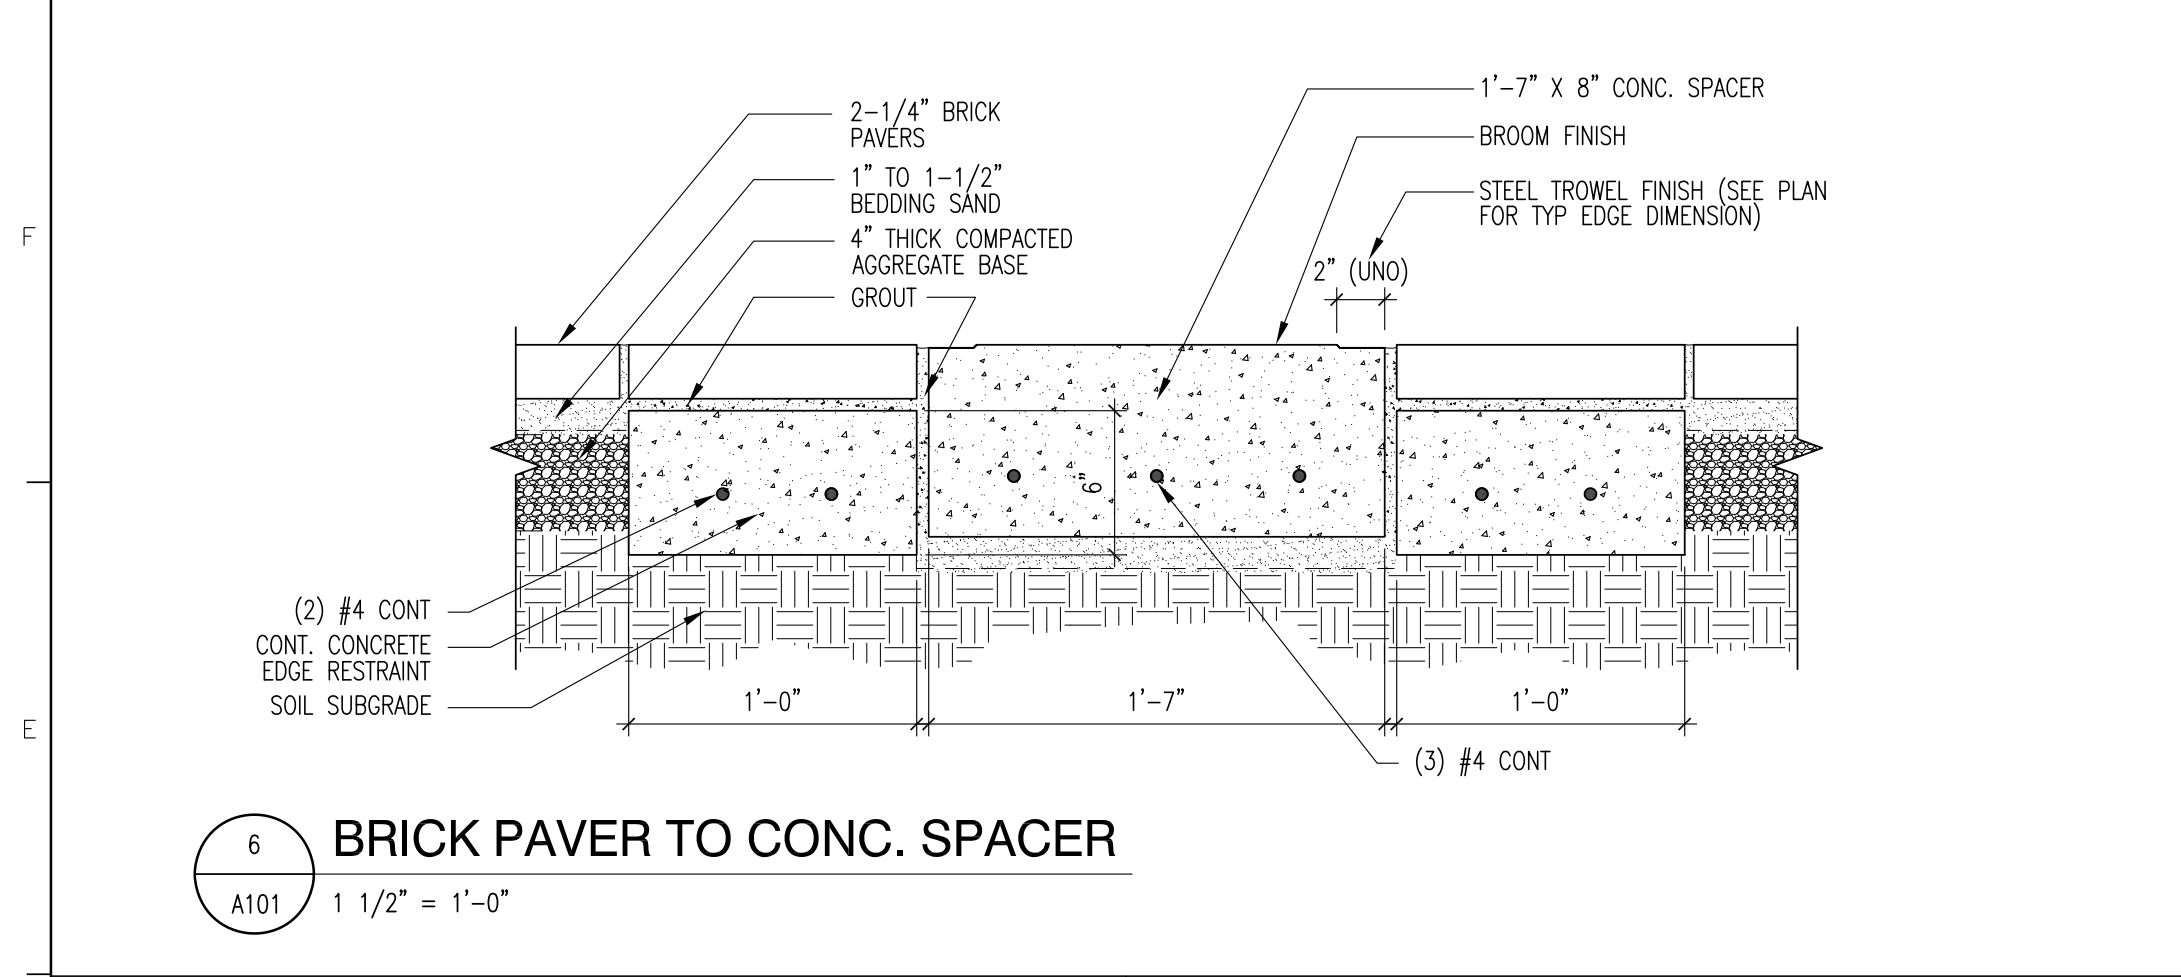 2-1/4" BRICK
PAVERS
1" TO 1-1/2"
BEDDING SAND
4" THICK COMPACTED
AGGREGATE BASE
GROUT
1'-7" X 8" CONC. SPACER
BROOM FINISH
STEEL TROWEL FINISH (SEE PLAN
FOR TYP EDGE DIMENSION)
2" (UNO)
F
6"
(2) #4 CONT
CONT. CONCRETE
EDGE RESTRAINT
SOIL SUBGRADE
1'-0"
1'-7"
1'-0"
E
(3) #4 CONT
6
A101
BRICK PAVER TO CONC. SPACER
1 1/2" = 1'-0"